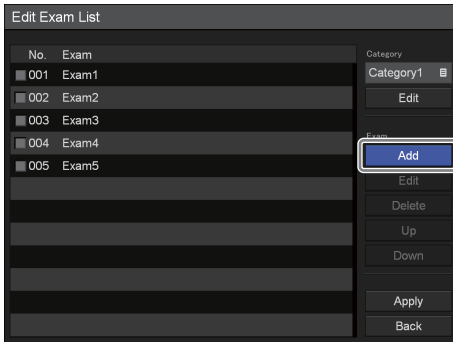 Edit Exam List
No. Exam
001 Exam1
002 Exam2
003 Exam3
004 Exam4
005 Exam5
Category
Category1
Edit
Exam
Add
Edit
Delete
Up
Down
Apply
Back